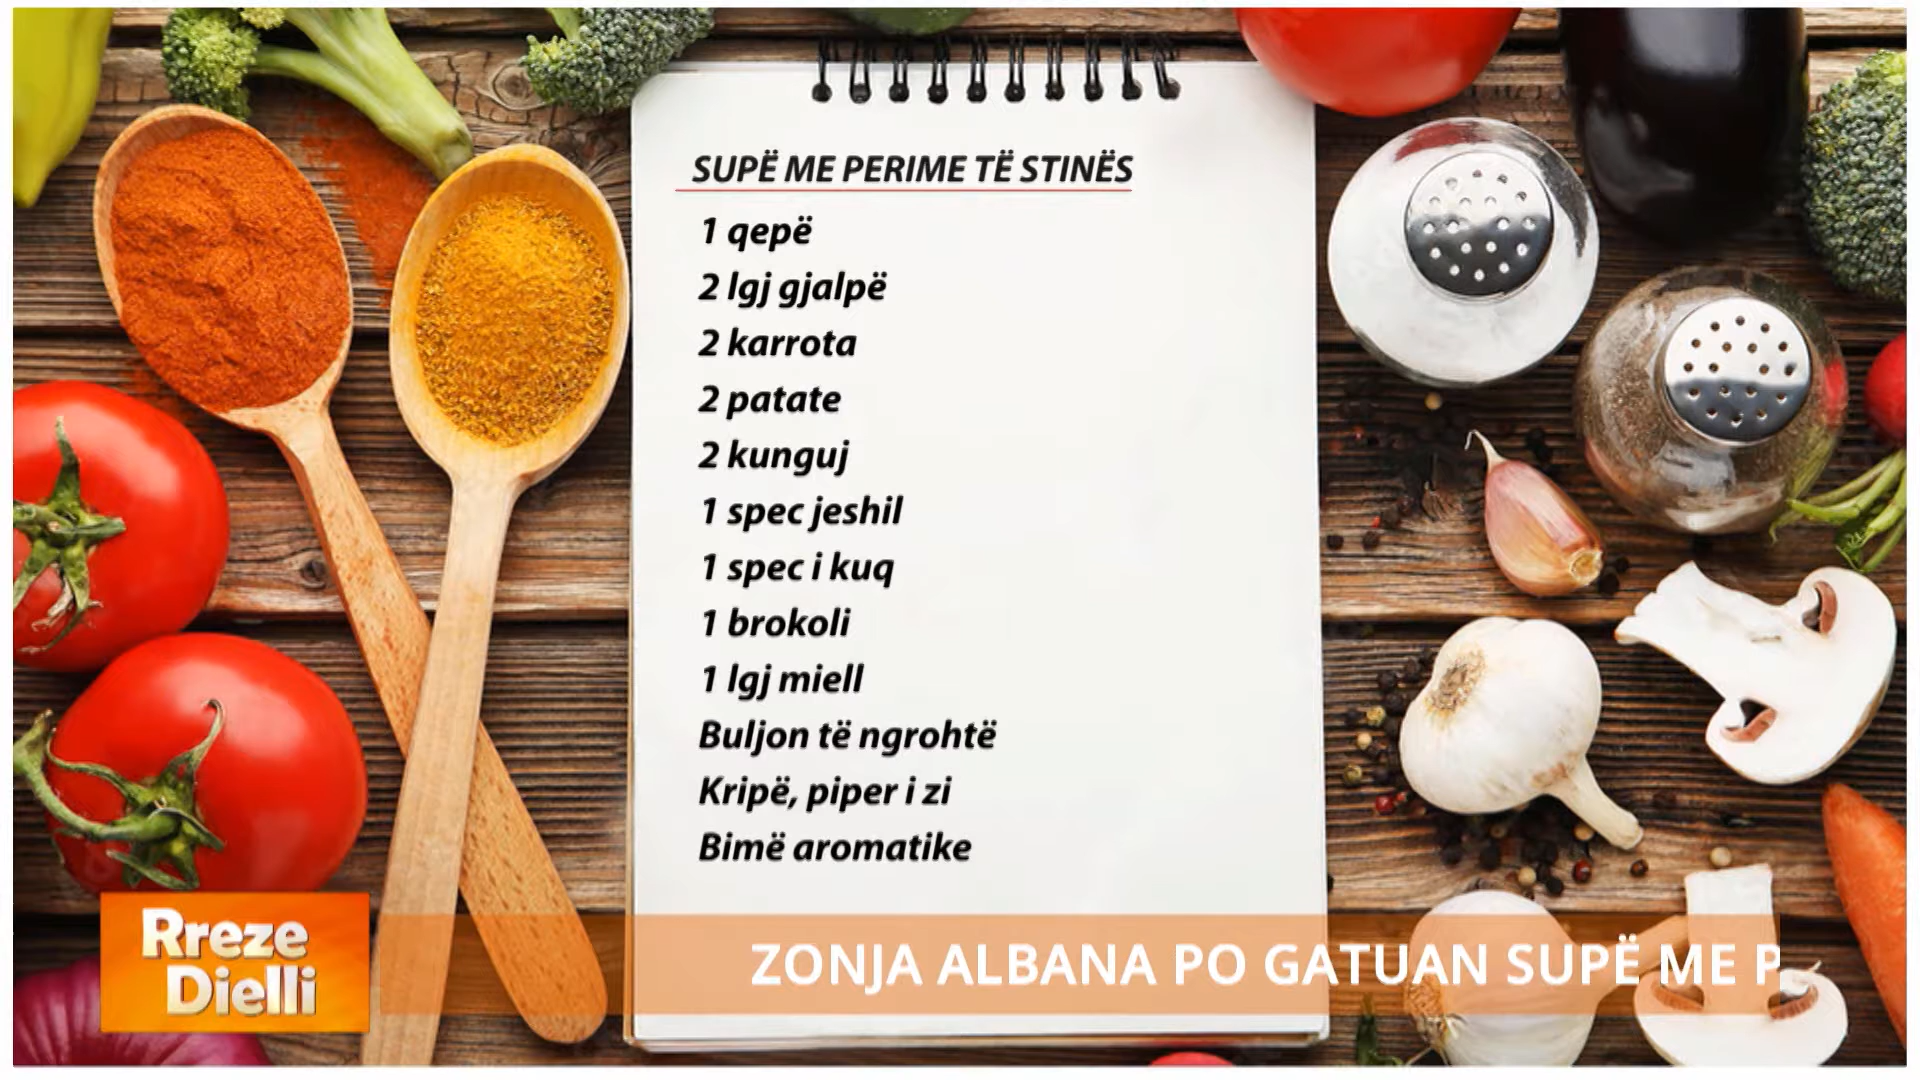 SUPË ME PERIME TË STINËS
1 qepë
2 lgj gjalpë
2 karrota
2 patate
2 kunguj
1 spec jeshil
1 spec i kuq
1 brokoli
1 lgj miell
Buljon të ngrohtë
Kripë, piper i zi
Bimë aromatike
Rreze
Dielli
ZONJA ALBANA PO GATUAN SUPË ME P